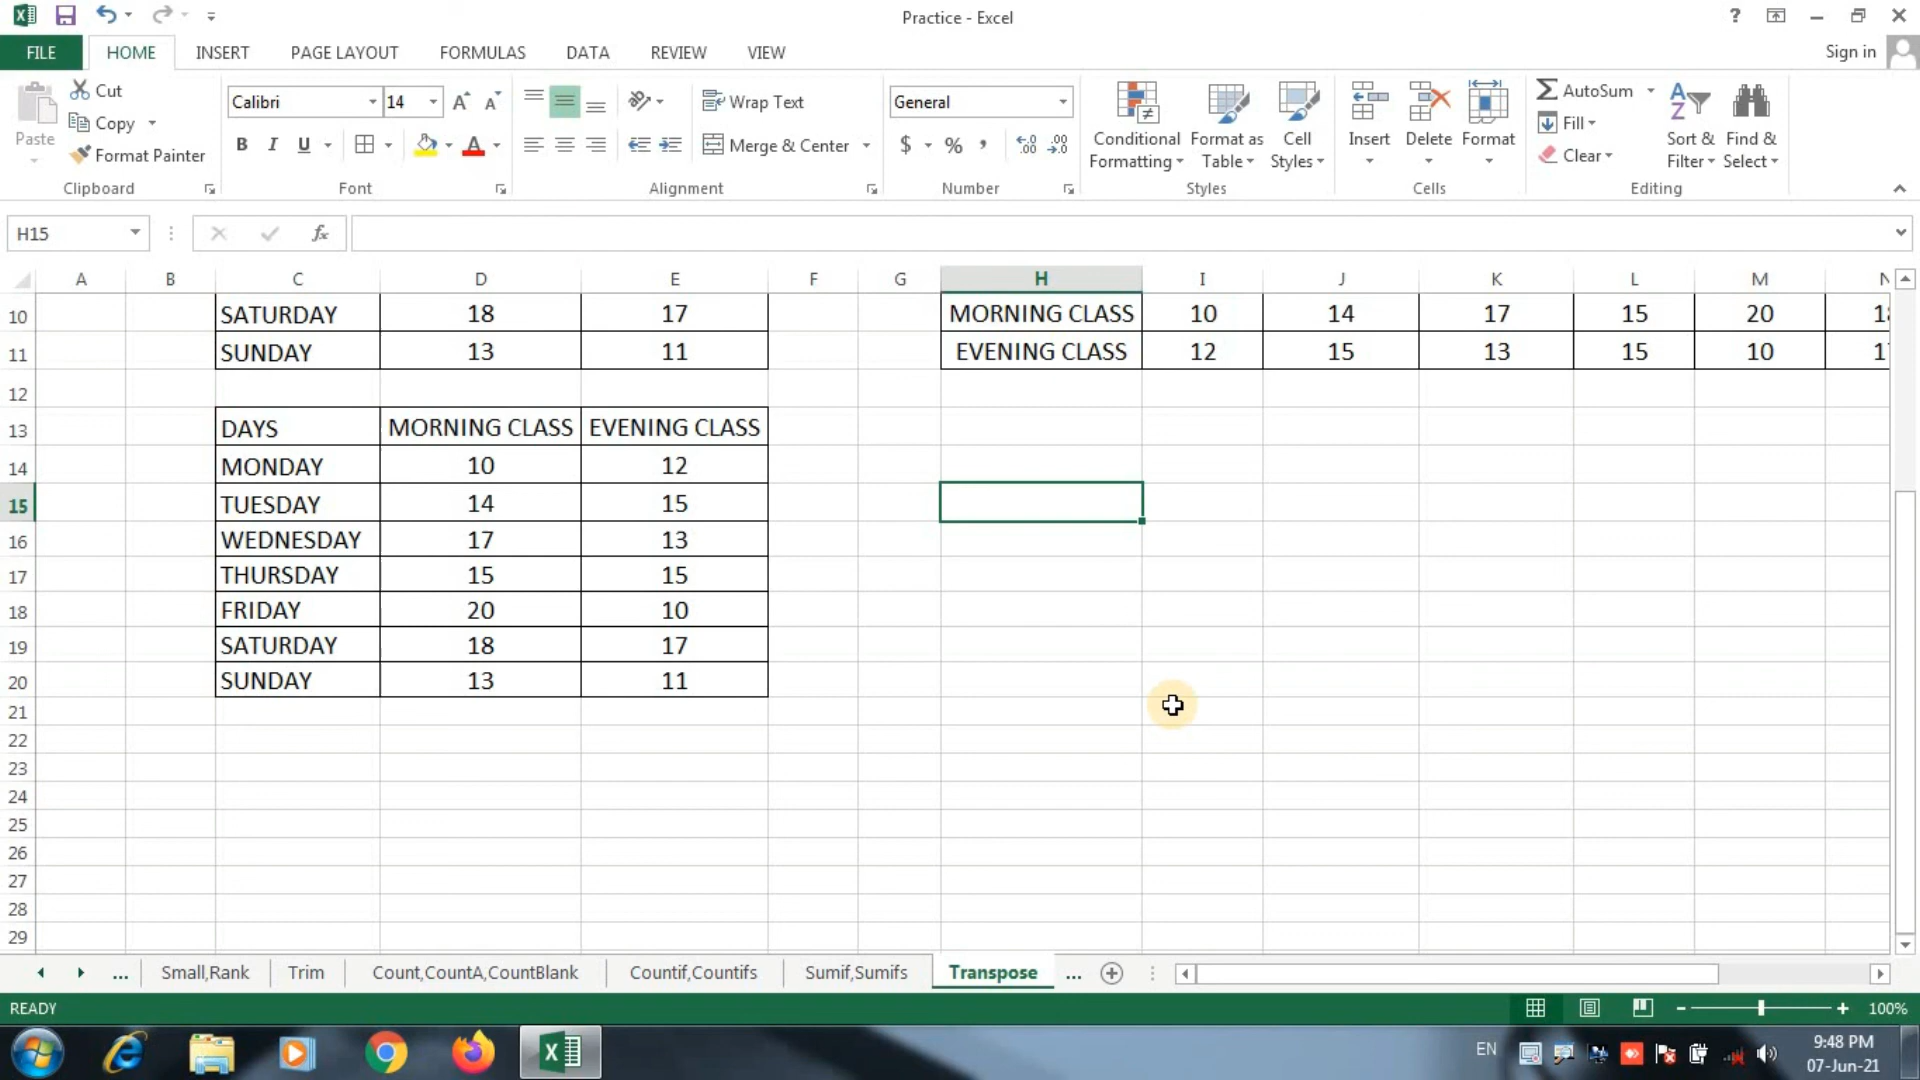 Practice - Excel
?
FILE HOME INSERT PAGE LAYOUT FORMULAS DATA REVIEW VIEW Sign in
Paste Cut Copy Format Painter Clipboard
Calibri 14 A A B I U A Font
Wrap Text Merge & Center Alignment
General $ % , .00 Number
Conditional Formatting Format as Table Cell Styles Styles
Insert Delete Format Cells
AutoSum Fill Clear Sort & Filter Find & Select Editing
H15 fx
A B C D E F G H I J K L M N
10 SATURDAY 18 17 MORNING CLASS 10 14 17 15 20
11 SUNDAY 13 11 EVENING CLASS 12 15 13 15 10
12
13 DAYS MORNING CLASS EVENING CLASS
14 MONDAY 10 12
15 TUESDAY 14 15
16 WEDNESDAY 17 13
17 THURSDAY 15 15
18 FRIDAY 20 10
19 SATURDAY 18 17
20 SUNDAY 13 11
21
22
23
24
25
26
27
28
29
... Small,Rank Trim Count,CountA,CountBlank Countif,Countifs Sumif,Sumifs Transpose ...
READY 100%
EN 9:48 PM
07-Jun-21